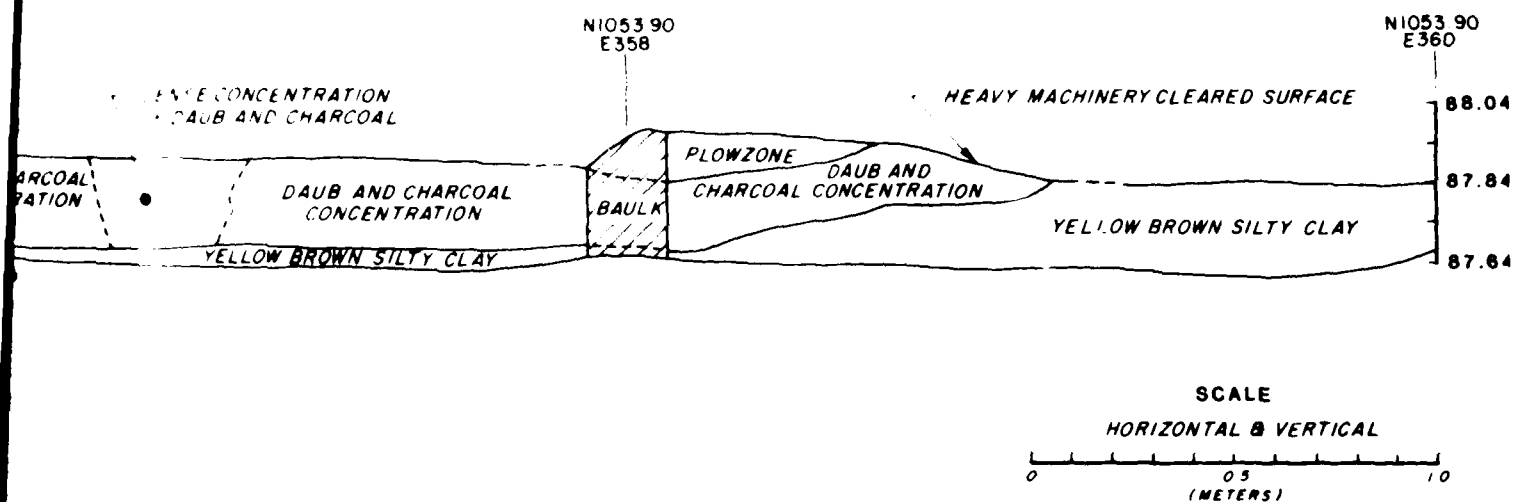 N1053 90
E358
N1053 90
E360
CONCENTRATION
DAUB AND CHARCOAL
HEAVY MACHINERY CLEARED SURFACE
88.04
PLOWZONE
ARCOAL
RATION
DAUB AND CHARCOAL
CONCENTRATION
BAULK
DAUB AND
CHARCOAL CONCENTRATION
87.84
YELLOW BROWN SILTY CLAY
YELLOW BROWN SILTY CLAY
87.64
SCALE
HORIZONTAL & VERTICAL
0 0 5 1 0
(METERS)